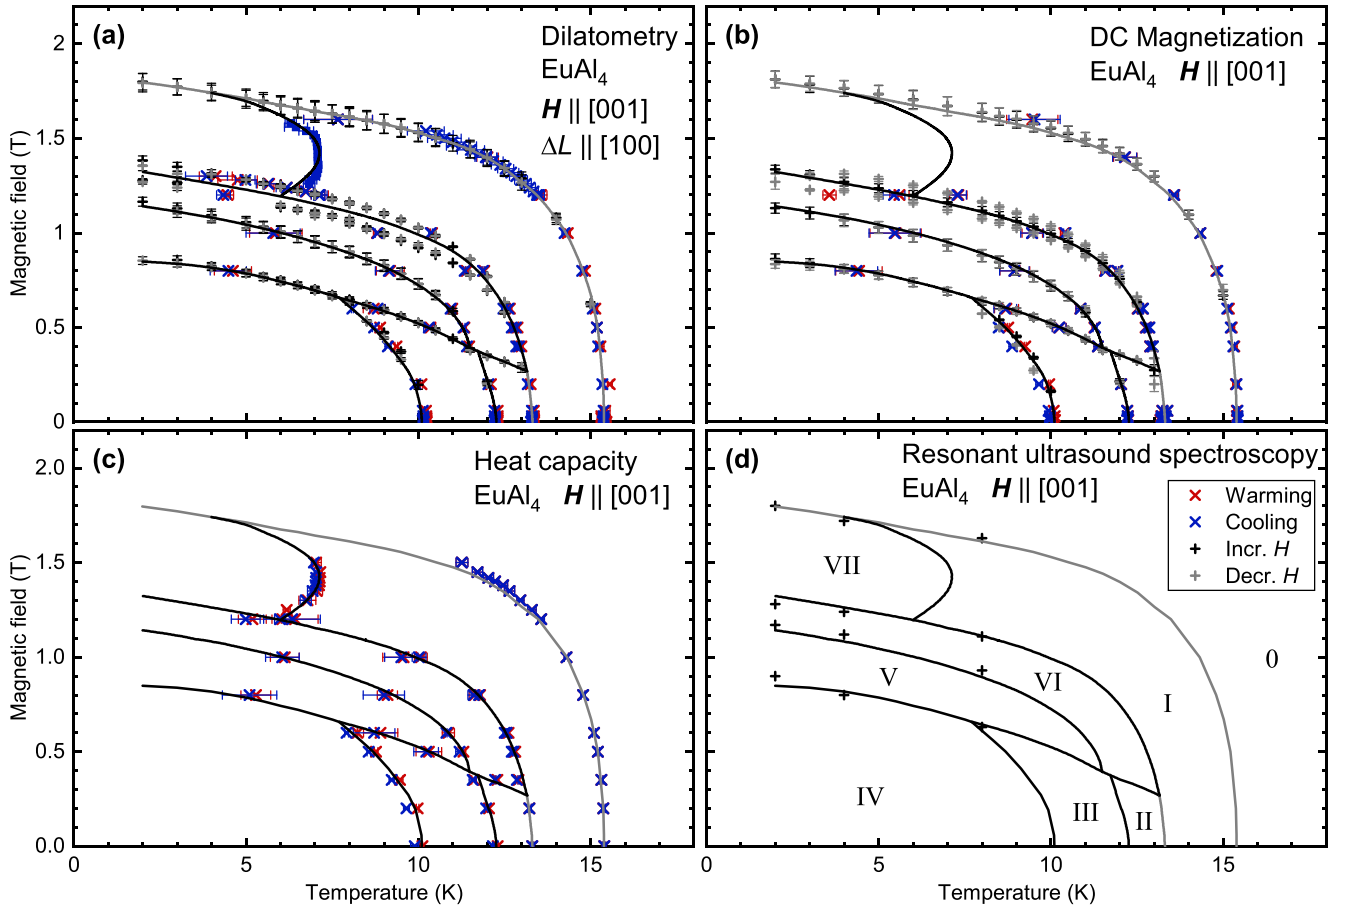 (a)
Dilatometry
EuAl4
H || [001]
ΔL || [100]
2
1.5
1
0.5
0
Magnetic field (T)
(b)
DC Magnetization
EuAl4 H || [001]
(c)
Heat capacity
EuAl4 H || [001]
2.0
1.5
1.0
0.5
0.0
Magnetic field (T)
0
5
10
15
Temperature (K)
(d)
Resonant ultrasound spectroscopy
EuAl4 H || [001]
Warming
Cooling
Incr. H
Decr. H
VII
0
V
VI
I
IV
III
II
0
5
10
15
Temperature (K)